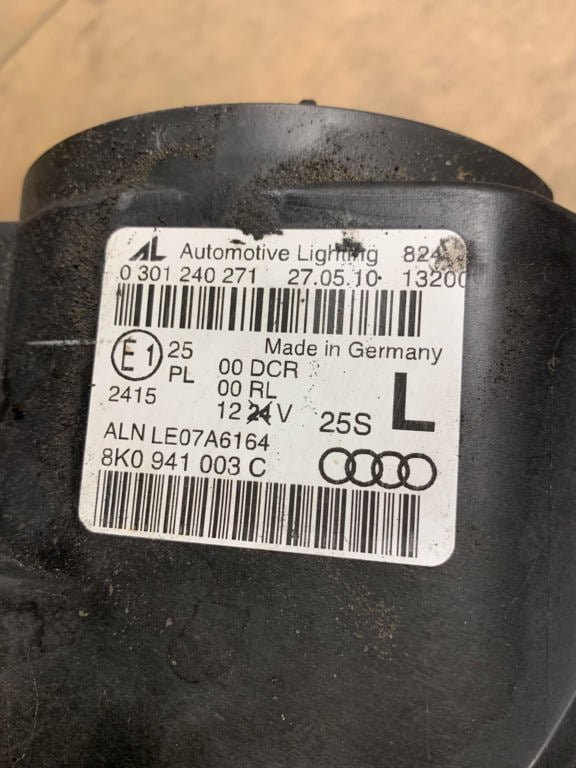 AL Automotive Lighting 824
0 301 240 271 27.05.10 13200
E1 25 Made in Germany
PL 00 DCR
00 RL
2415 12 24 V 25S L
ALN LE07A6164
8K0 941 003 C